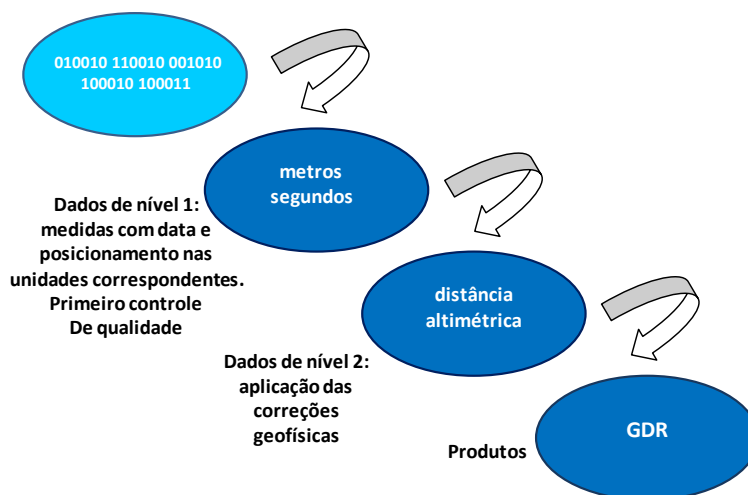 010010 110010 001010
100010 100011
metros
segundos
Dados de nível 1:
medidas com data e
posicionamento nas
unidades correspondentes.
Primeiro controle
De qualidade
distância
altimétrica
Dados de nível 2:
aplicação das
correções
geofísicas
GDR
Produtos